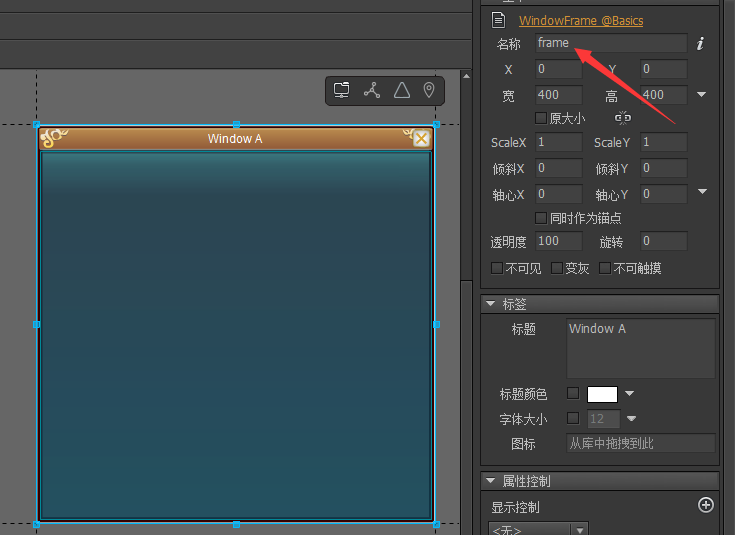 WindowFrame @Basics
名称 frame i
X 0 Y 0
宽 400 高 400
原大小
ScaleX 1 ScaleY 1
倾斜X 0 倾斜Y 0
轴心X 0 轴心Y 0
同时作为锚点
透明度 100 旋转 0
不可见 变灰 不可触摸
标签
标题 Window A
标题颜色
字体大小 12
图标 从库中拖拽到此
属性控制
显示控制
<无>
Window A